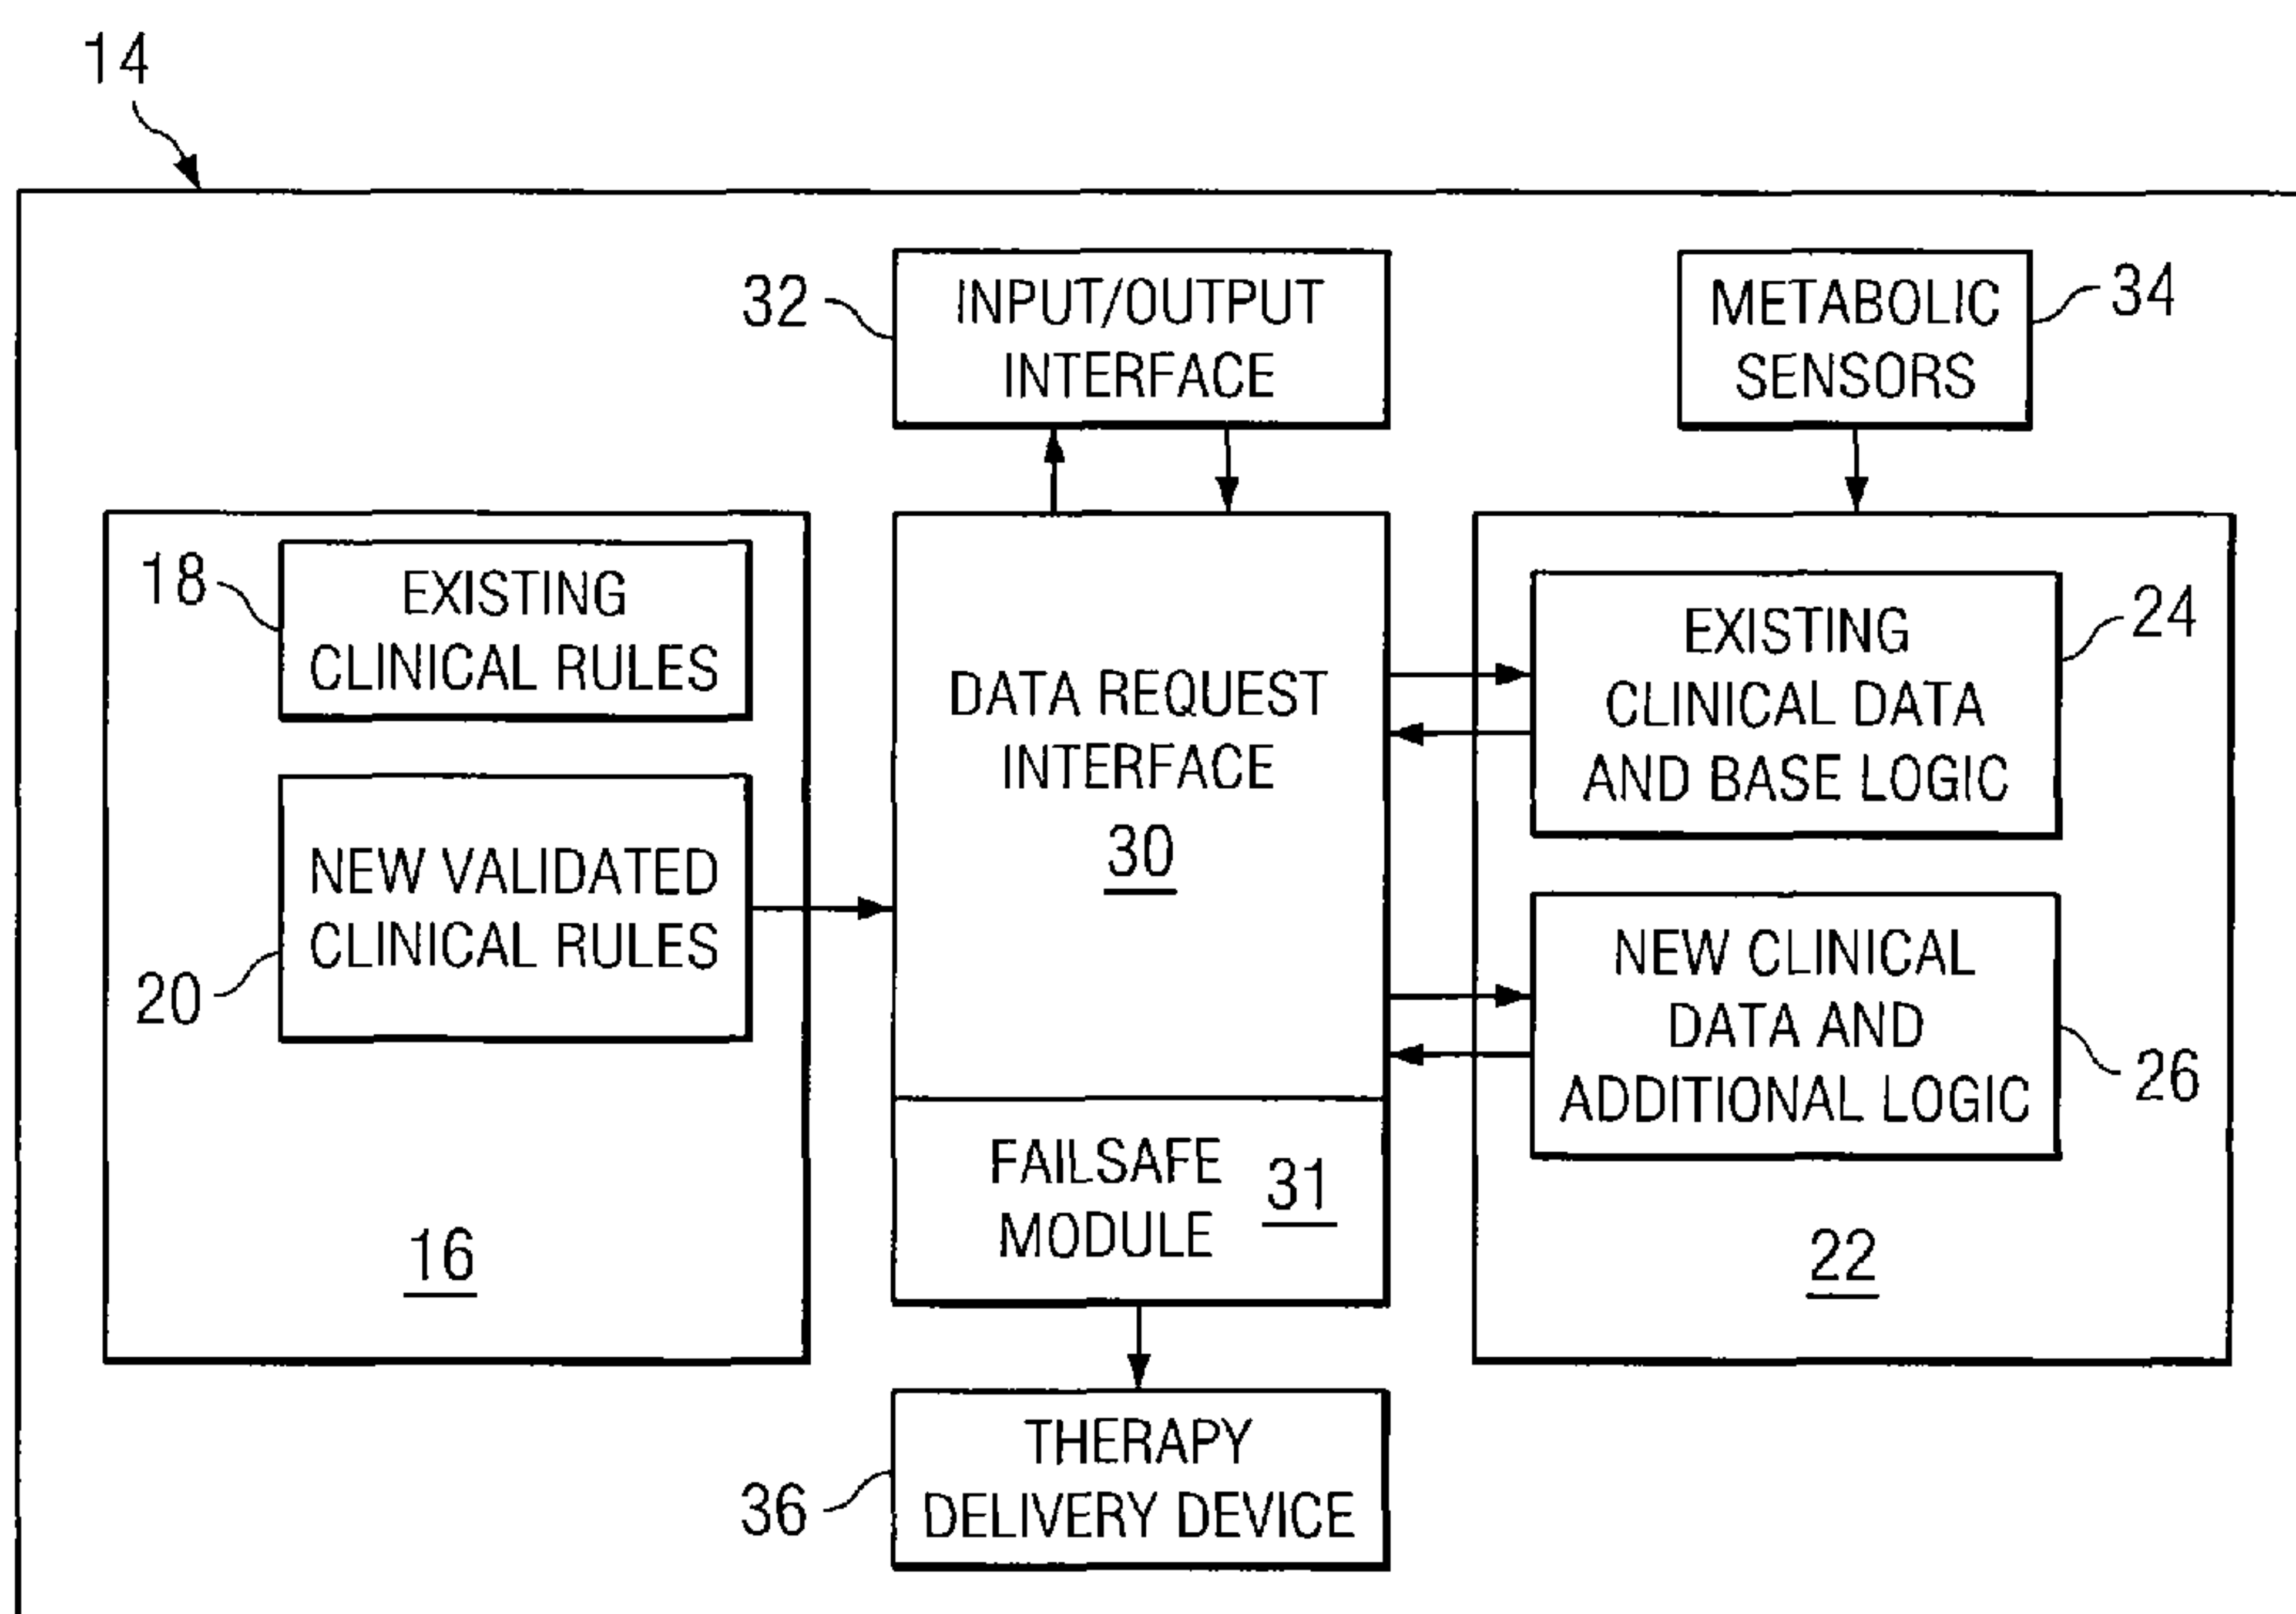 14
32
INPUT/OUTPUT
INTERFACE
METABOLIC
SENSORS
34
18
EXISTING
CLINICAL RULES
NEW VALIDATED
CLINICAL RULES
20
16
DATA REQUEST
INTERFACE
30
FAILSAFE
MODULE
31
EXISTING
CLINICAL DATA
AND BASE LOGIC
24
NEW CLINICAL
DATA AND
ADDITIONAL LOGIC
26
22
36
THERAPY
DELIVERY DEVICE